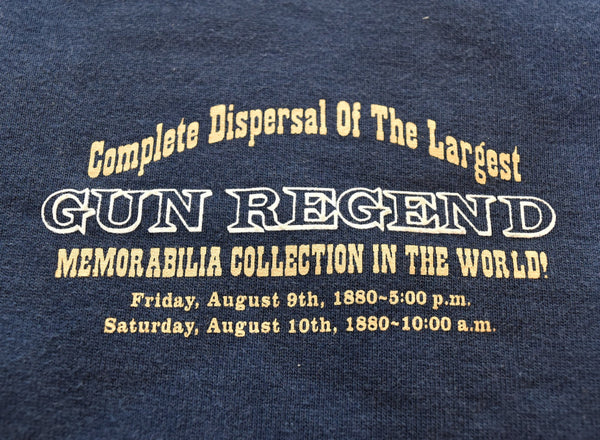 Complete Dispersal Of The Largest
GUN REGEND
MEMORABILIA COLLECTION IN THE WORLD!
Friday, August 9th, 1880~5:00 p.m.
Saturday, August 10th, 1880~10:00 a.m.